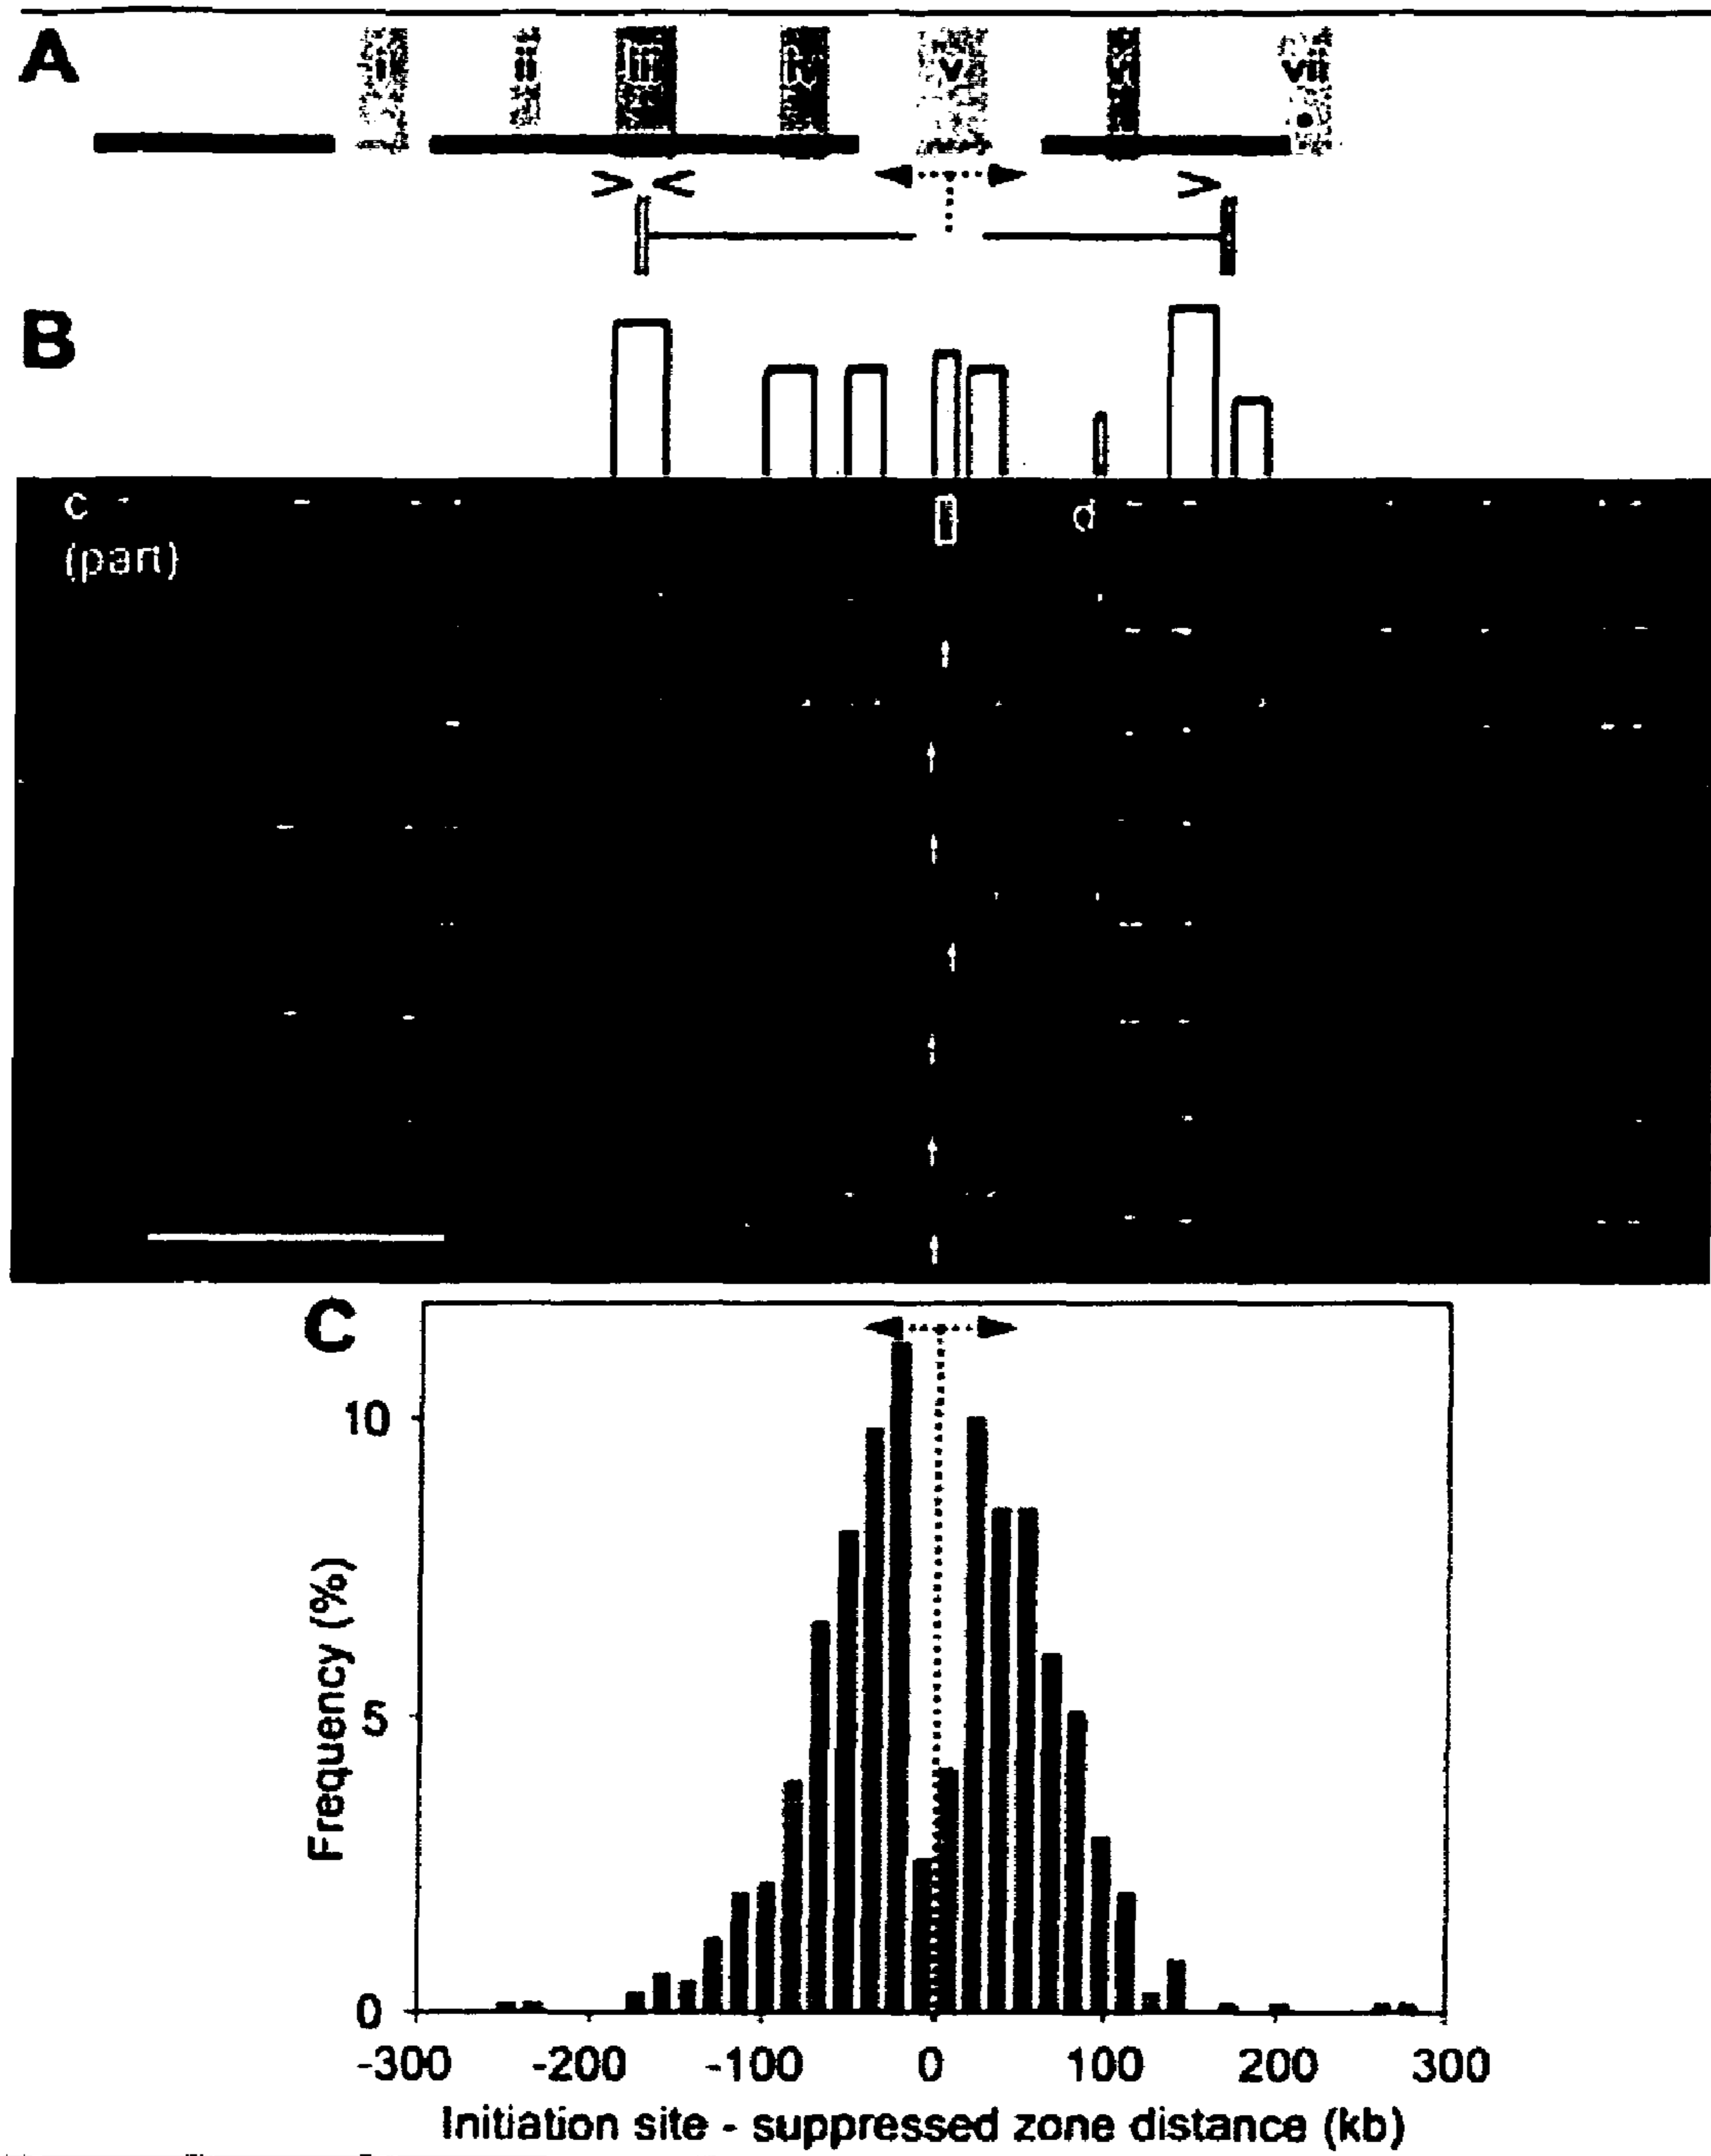 A
i ii iii iv v vi vii
> < >
B
c d
(part)
C
10
5
0
Frequency (%)
-300 -200 -100 0 100 200 300
Initiation site - suppressed zone distance (kb)